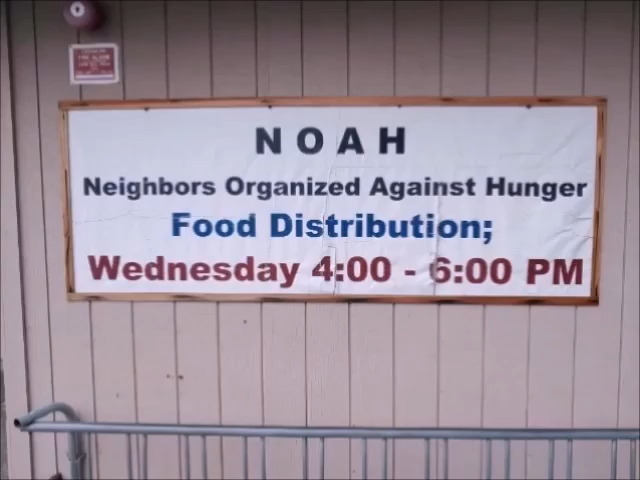 NOAH
Neighbors Organized Against Hunger
Food Distribution;
Wednesday 4:00 - 6:00 PM